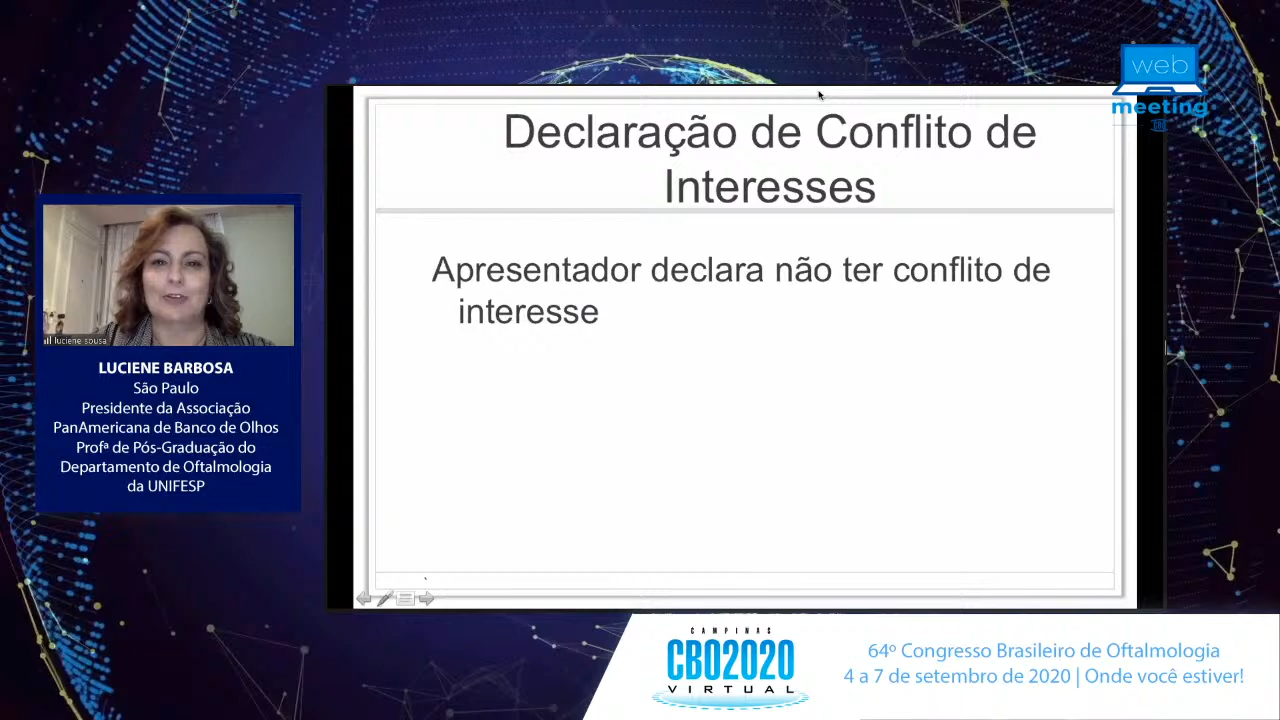 web
meeting
Declaração de Conflito de
Interesses
Apresentador declara não ter conflito de
interesse
luciene sousa
LUCIENE BARBOSA
São Paulo
Presidente da Associação
PanAmericana de Banco de Olhos
Profª de Pós-Graduação do
Departamento de Oftalmologia
da UNIFESP
CAMPINAS
CBO2020
VIRTUAL
64º Congresso Brasileiro de Oftalmologia
4 a 7 de setembro de 2020 | Onde você estiver!